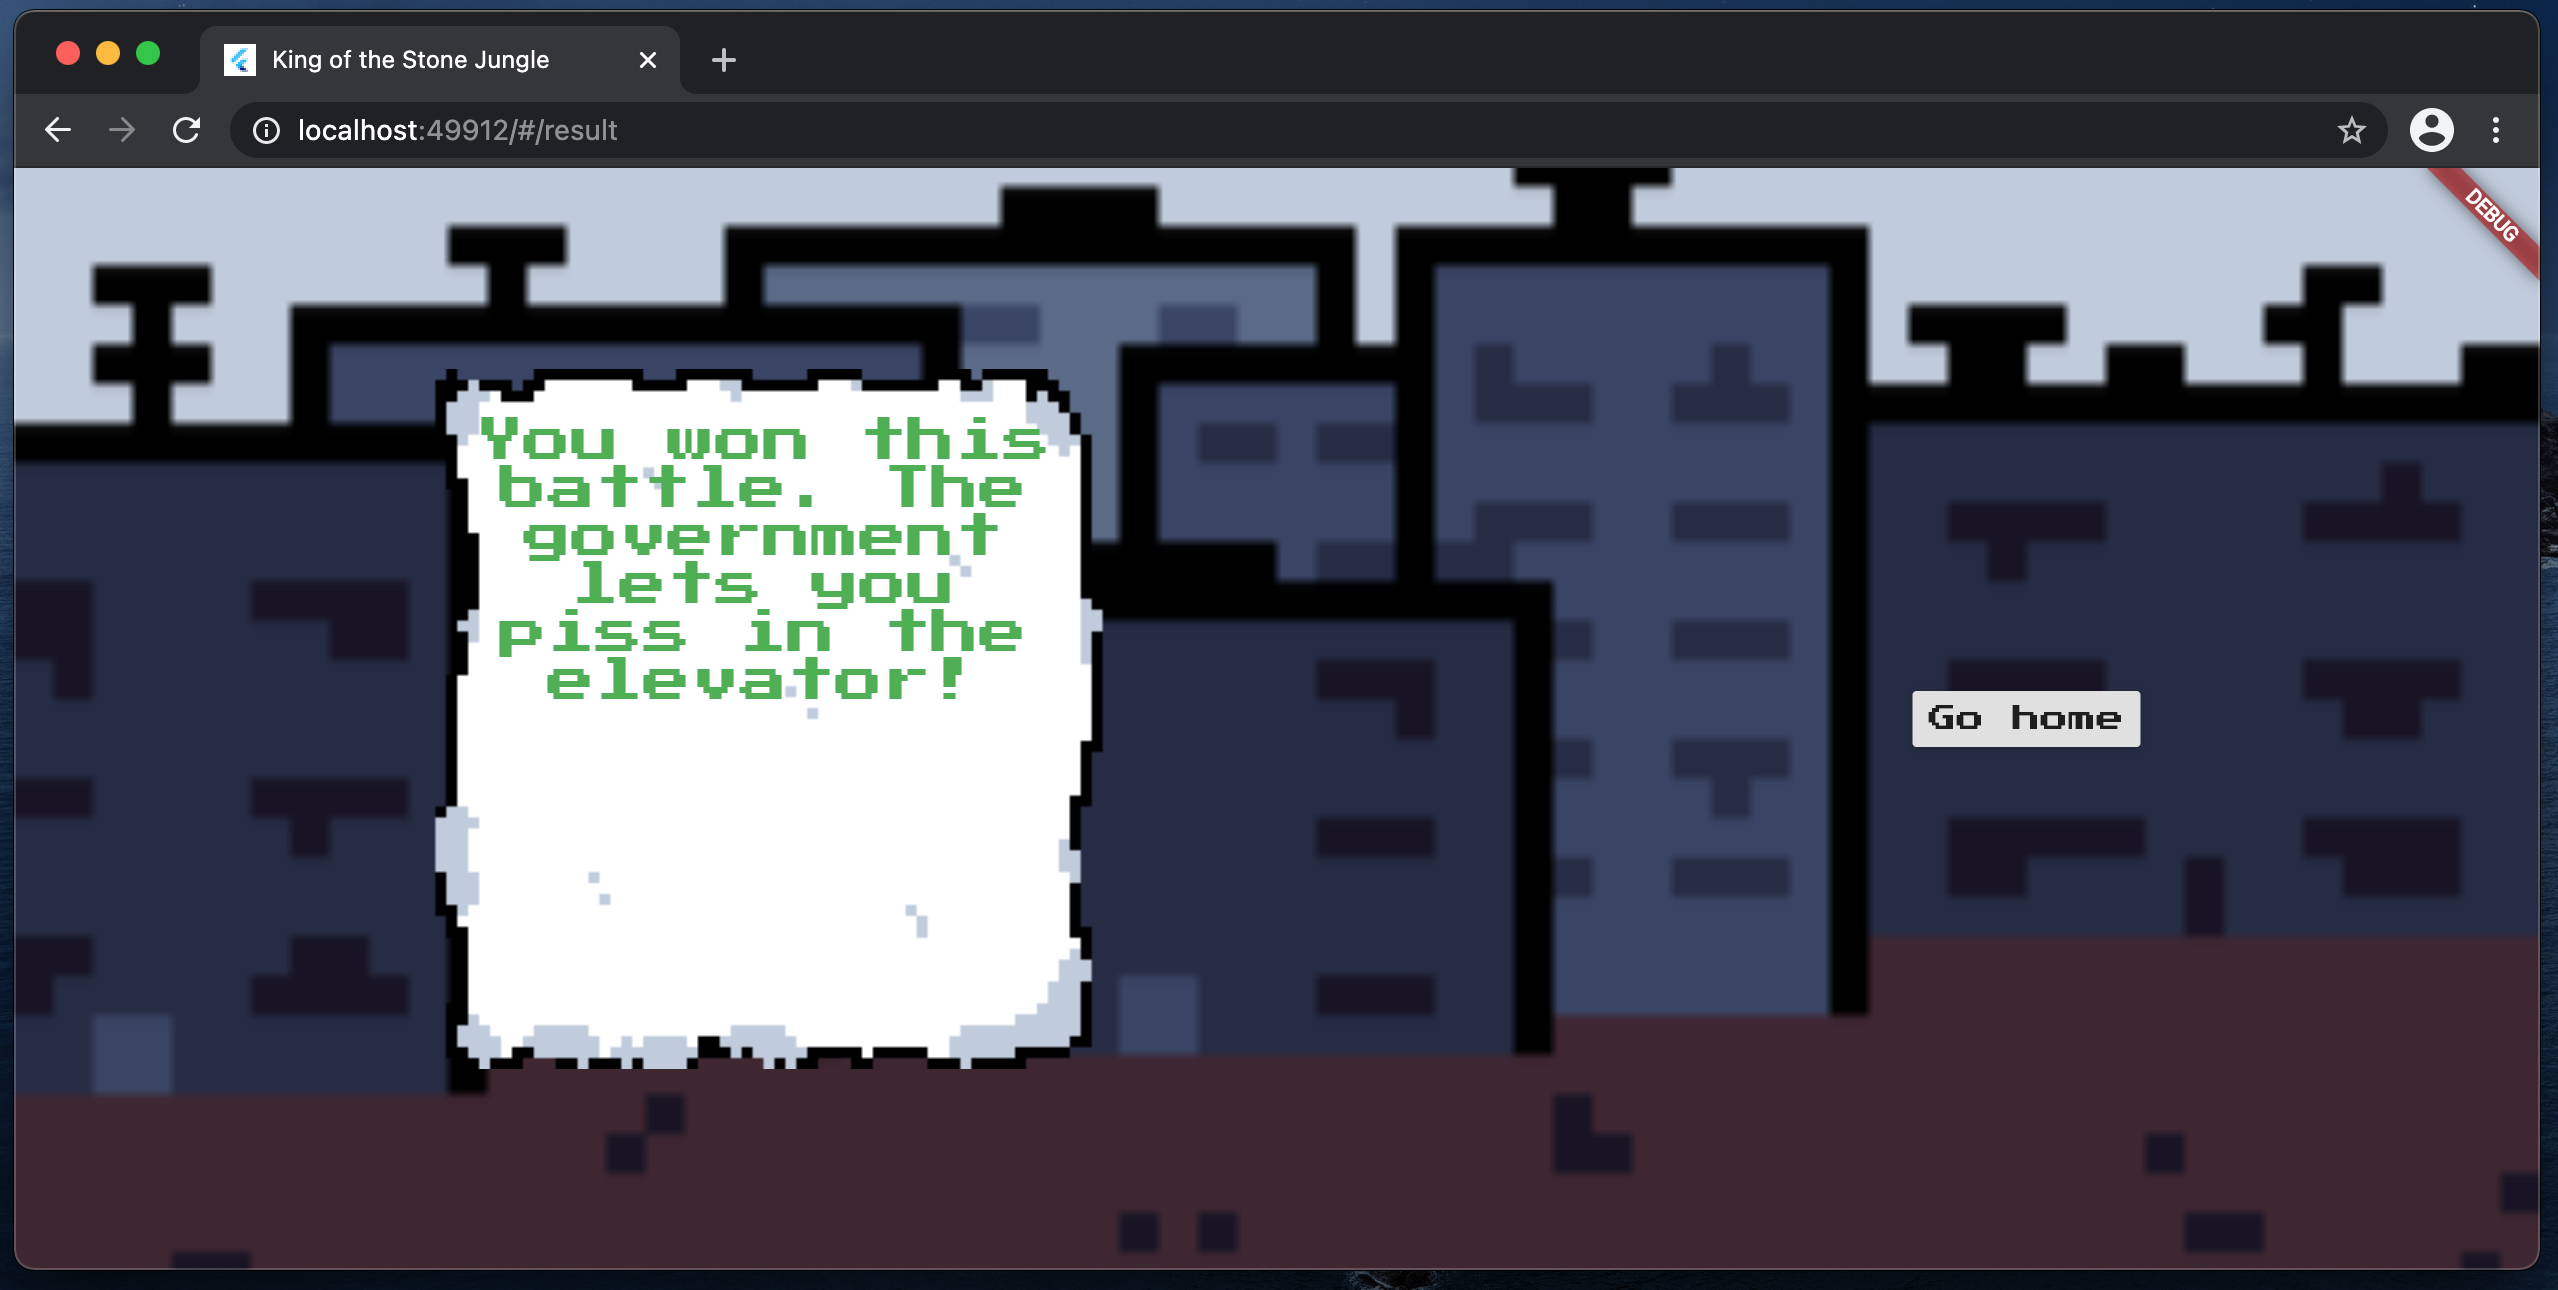 King of the Stone Jungle
localhost:49912/#/result
DEBUG
You won this
battle. The
government
lets you
piss in the
elevator!
Go home